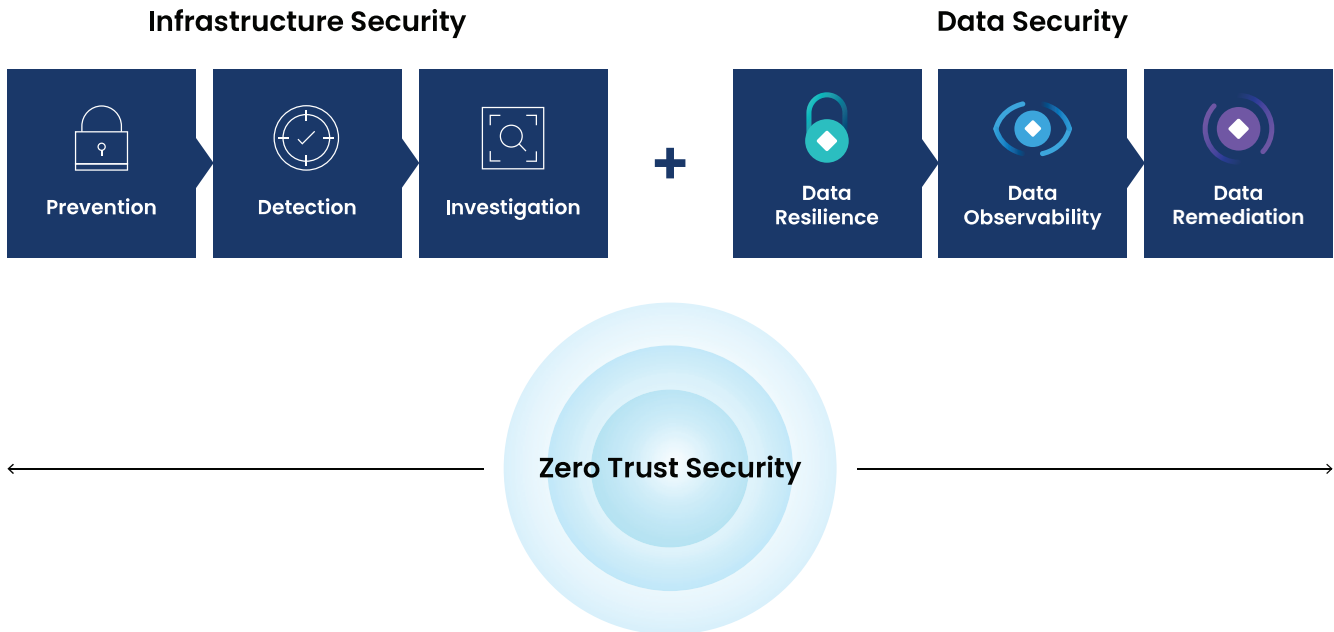 Infrastructure Security
Data Security
Prevention
Detection
Investigation
+
Data
Resilience
Data
Observability
Data
Remediation
Zero Trust Security